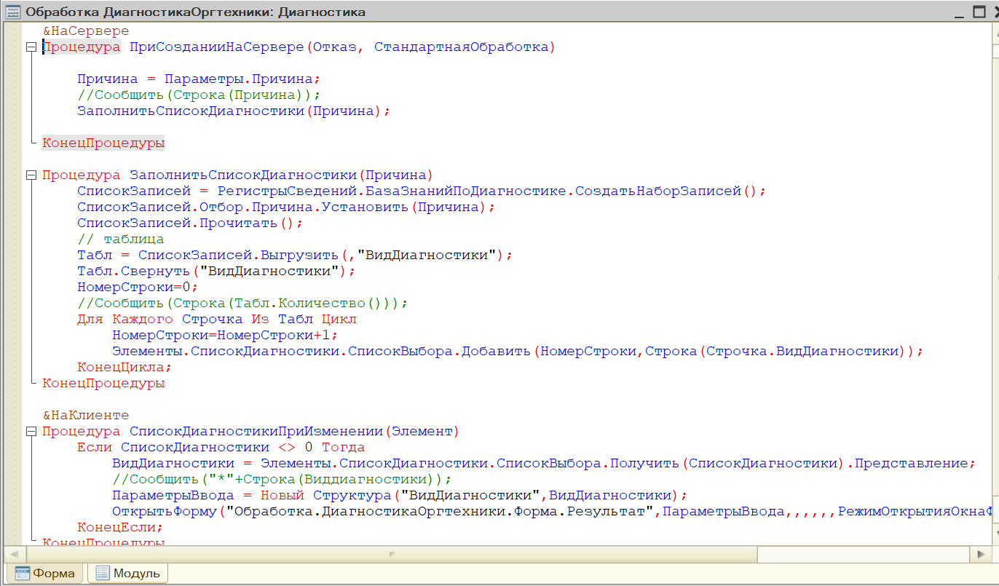 Обработка ДиагностикаОргтехники: Диагностика
&НаСервере
Процедура ПриСозданииНаСервере(Отказ, СтандартнаяОбработка)
Причина = Параметры.Причина;
//Сообщить(Строка(Причина));
ЗаполнитьСписокДиагностики(Причина);
КонецПроцедуры
Процедура ЗаполнитьСписокДиагностики(Причина)
СписокЗаписей = РегистрыСведений.БазаЗнанийПоДиагностике.СоздатьНаборЗаписей();
СписокЗаписей.Отбор.Причина.Установить(Причина);
СписокЗаписей.Прочитать();
// таблица
Табл = СписокЗаписей.Выгрузить(,"ВидДиагностики");
Табл.Свернуть("ВидДиагностики");
НомерСтроки=0;
//Сообщить(Строка(Табл.Количество()));
Для Каждого Строчка Из Табл Цикл
НомерСтроки=НомерСтроки+1;
Элементы.СписокДиагностики.СписокВыбора.Добавить(НомерСтроки,Строка(Строчка.ВидДиагностики));
КонецЦикла;
КонецПроцедуры
&НаКлиенте
Процедура СписокДиагностикиПриИзменении(Элемент)
Если СписокДиагностики <> 0 Тогда
ВидДиагностики = Элементы.СписокДиагностики.СписокВыбора.Получить(СписокДиагностики).Представление;
//Сообщить("*"+Строка(Виддиагностики));
ПараметрыВвода = Новый Структура("ВидДиагностики",ВидДиагностики);
ОткрытьФорму("Обработка.ДиагностикаОргтехники.Форма.Результат",ПараметрыВвода,,,,,,РежимОткрытияОкнаФ
КонецЕсли;
КонецПроцедуры
Форма
Модуль